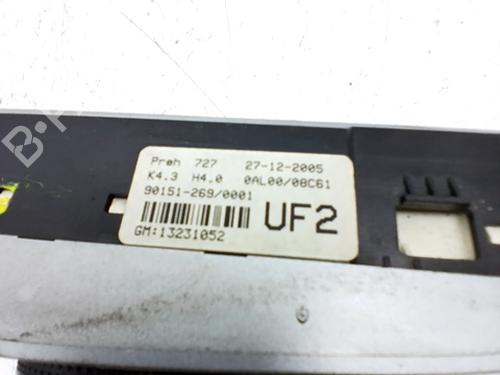 Preh 727 27-12-2005
K4.3 H4.0 0AL00/08C61
90151-269/0001
UF2
GM:13231052